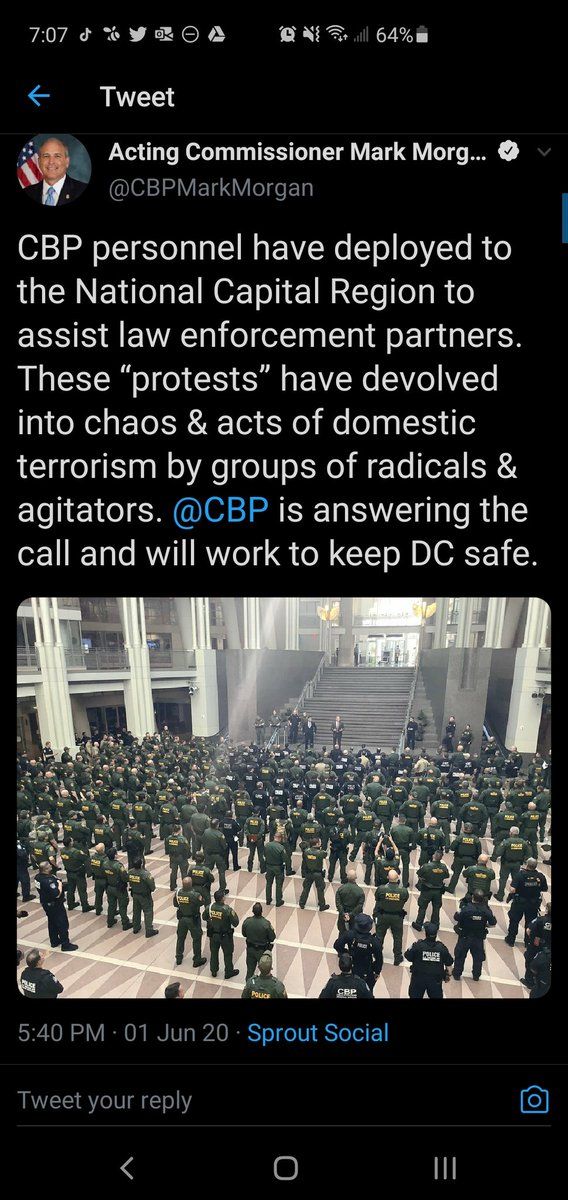 7:07 64%
Tweet
Acting Commissioner Mark Morg...
@CBPMarkMorgan
CBP personnel have deployed to
the National Capital Region to
assist law enforcement partners.
These “protests” have devolved
into chaos & acts of domestic
terrorism by groups of radicals &
agitators. @CBP is answering the
call and will work to keep DC safe.
POLICE
POLICE
POLICE
CBP
POLICE
5:40 PM · 01 Jun 20 · Sprout Social
Tweet your reply